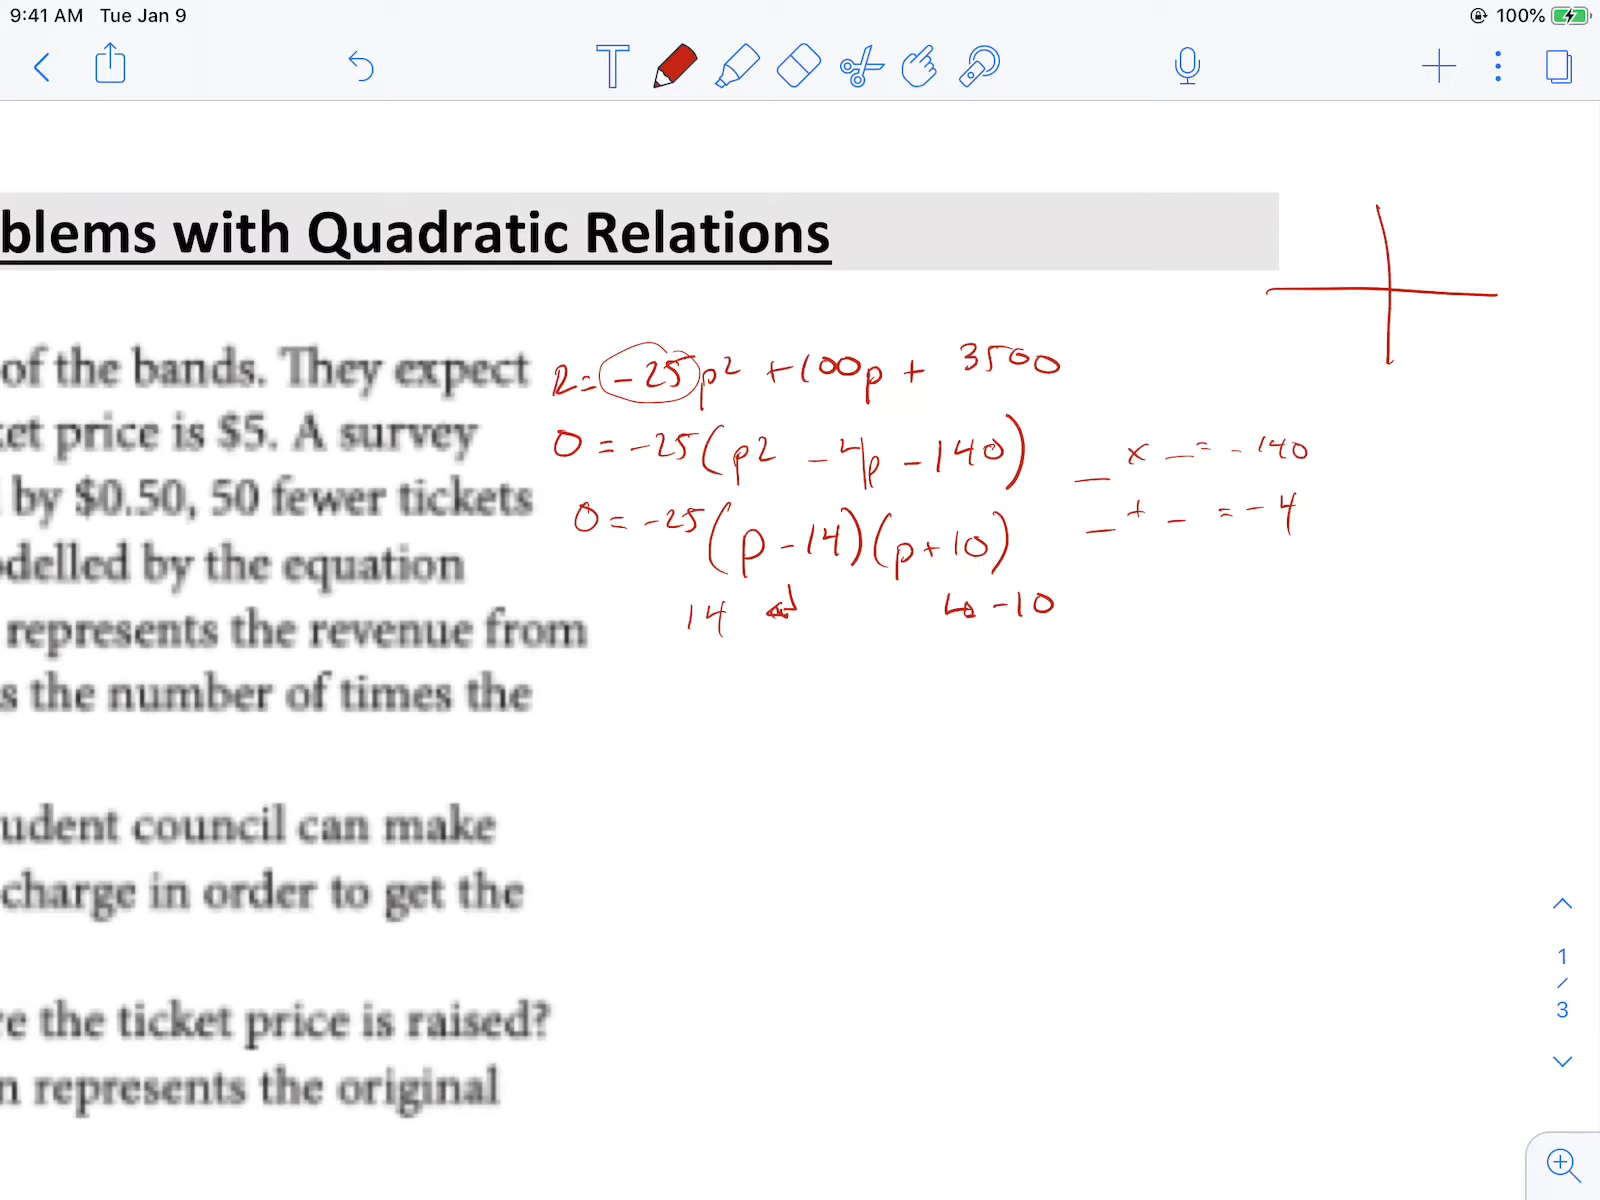 9:41 AM Tue Jan 9
100%
blems with Quadratic Relations
of the bands. They expect
et price is $5. A survey
by $0.50, 50 fewer tickets
delled by the equation
represents the revenue from
s the number of times the
udent council can make
charge in order to get the
e the ticket price is raised?
n represents the original
R = -25p² + 100p + 3500
0 = -25(p² - 4p - 140)
0 = -25(p - 14)(p + 10)
14 ↲ ↳ -10
_ x _ = -140
_ + _ = -4
1
/
3